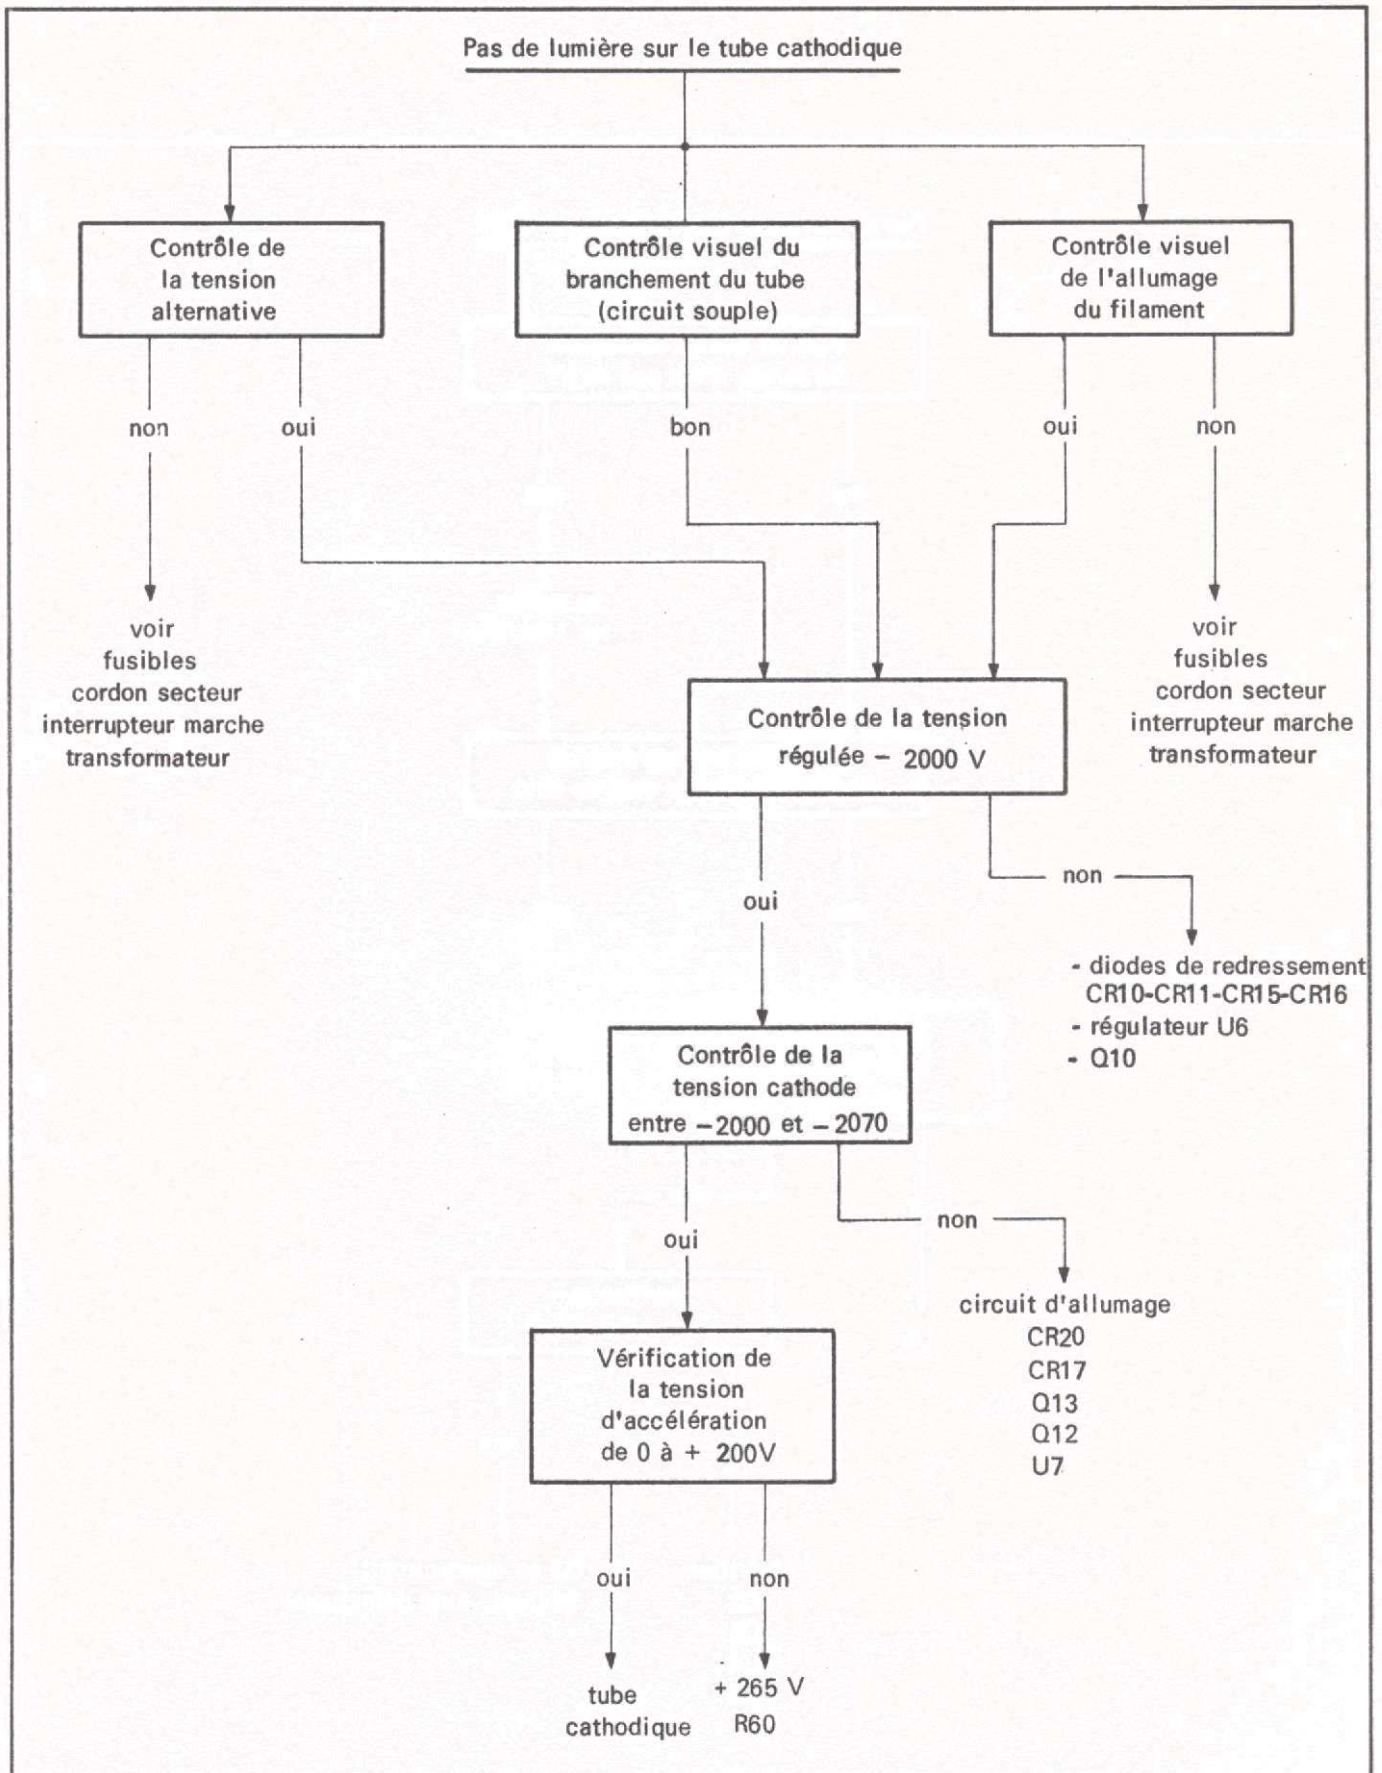 Pas de lumière sur le tube cathodique
Contrôle de
la tension
alternative
Contrôle visuel du
branchement du tube
(circuit souple)
Contrôle visuel
de l'allumage
du filament
non
oui
bon
oui
non
voir
fusibles
cordon secteur
interrupteur marche
transformateur
voir
fusibles
cordon secteur
interrupteur marche
transformateur
Contrôle de la tension
régulée – 2000 V
oui
non
- diodes de redressement
CR10-CR11-CR15-CR16
- régulateur U6
- Q10
Contrôle de la
tension cathode
entre –2000 et –2070
oui
non
circuit d'allumage
CR20
CR17
Q13
Q12
U7
Vérification de
la tension
d'accélération
de 0 à + 200V
oui
non
tube
cathodique
+ 265 V
R60